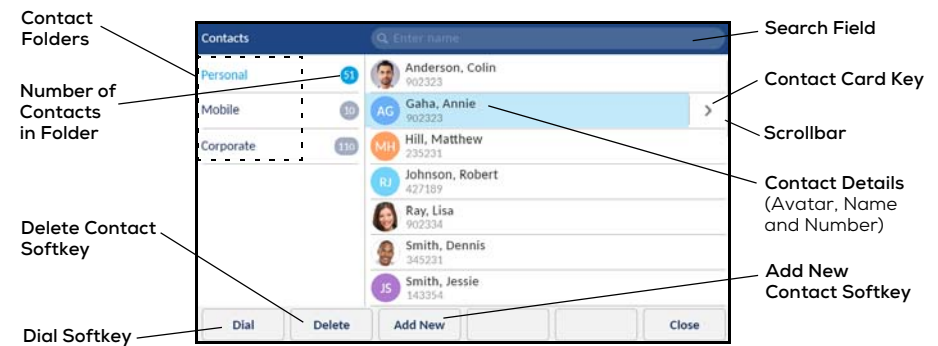 Contact
Folders
Number of
Contacts
in Folder
Delete Contact
Softkey
Dial Softkey
Contacts
Enter name
Personal
51
Mobile
10
Corporate
110
Anderson, Colin
902323
AG
Gaha, Annie
902323
MH
Hill, Matthew
235231
RJ
Johnson, Robert
427189
Ray, Lisa
902334
Smith, Dennis
345231
JS
Smith, Jessie
143354
Dial
Delete
Add New
Close
Search Field
Contact Card Key
Scrollbar
Contact Details
(Avatar, Name
and Number)
Add New
Contact Softkey